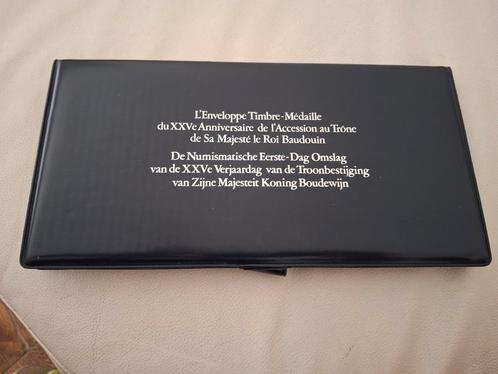 L'Enveloppe Timbre-Médaille
du XXVe Anniversaire de l'Accession au Trône
de Sa Majesté le Roi Baudouin
De Numismatische Eerste-Dag Omslag
van de XXVe Verjaardag van de Troonbestijging
van Zijne Majesteit Koning Boudewijn